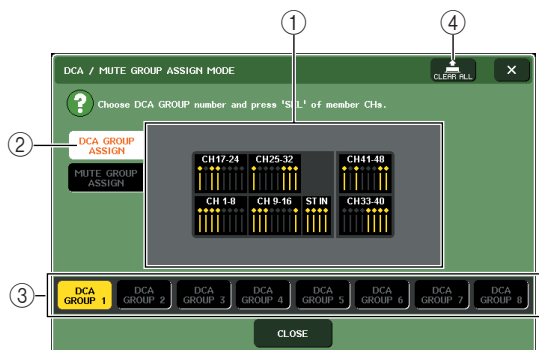 ①
④
DCA / MUTE GROUP ASSIGN MODE
CLEAR ALL
×
?
Choose DCA GROUP number and press 'SEL' of member CHs.
②
DCA GROUP
ASSIGN
MUTE GROUP
ASSIGN
CH17-24 CH25-32 CH41-48
CH 1-8 CH 9-16 ST IN CH33-40
③
DCA
GROUP 1
DCA
GROUP 2
DCA
GROUP 3
DCA
GROUP 4
DCA
GROUP 5
DCA
GROUP 6
DCA
GROUP 7
DCA
GROUP 8
CLOSE